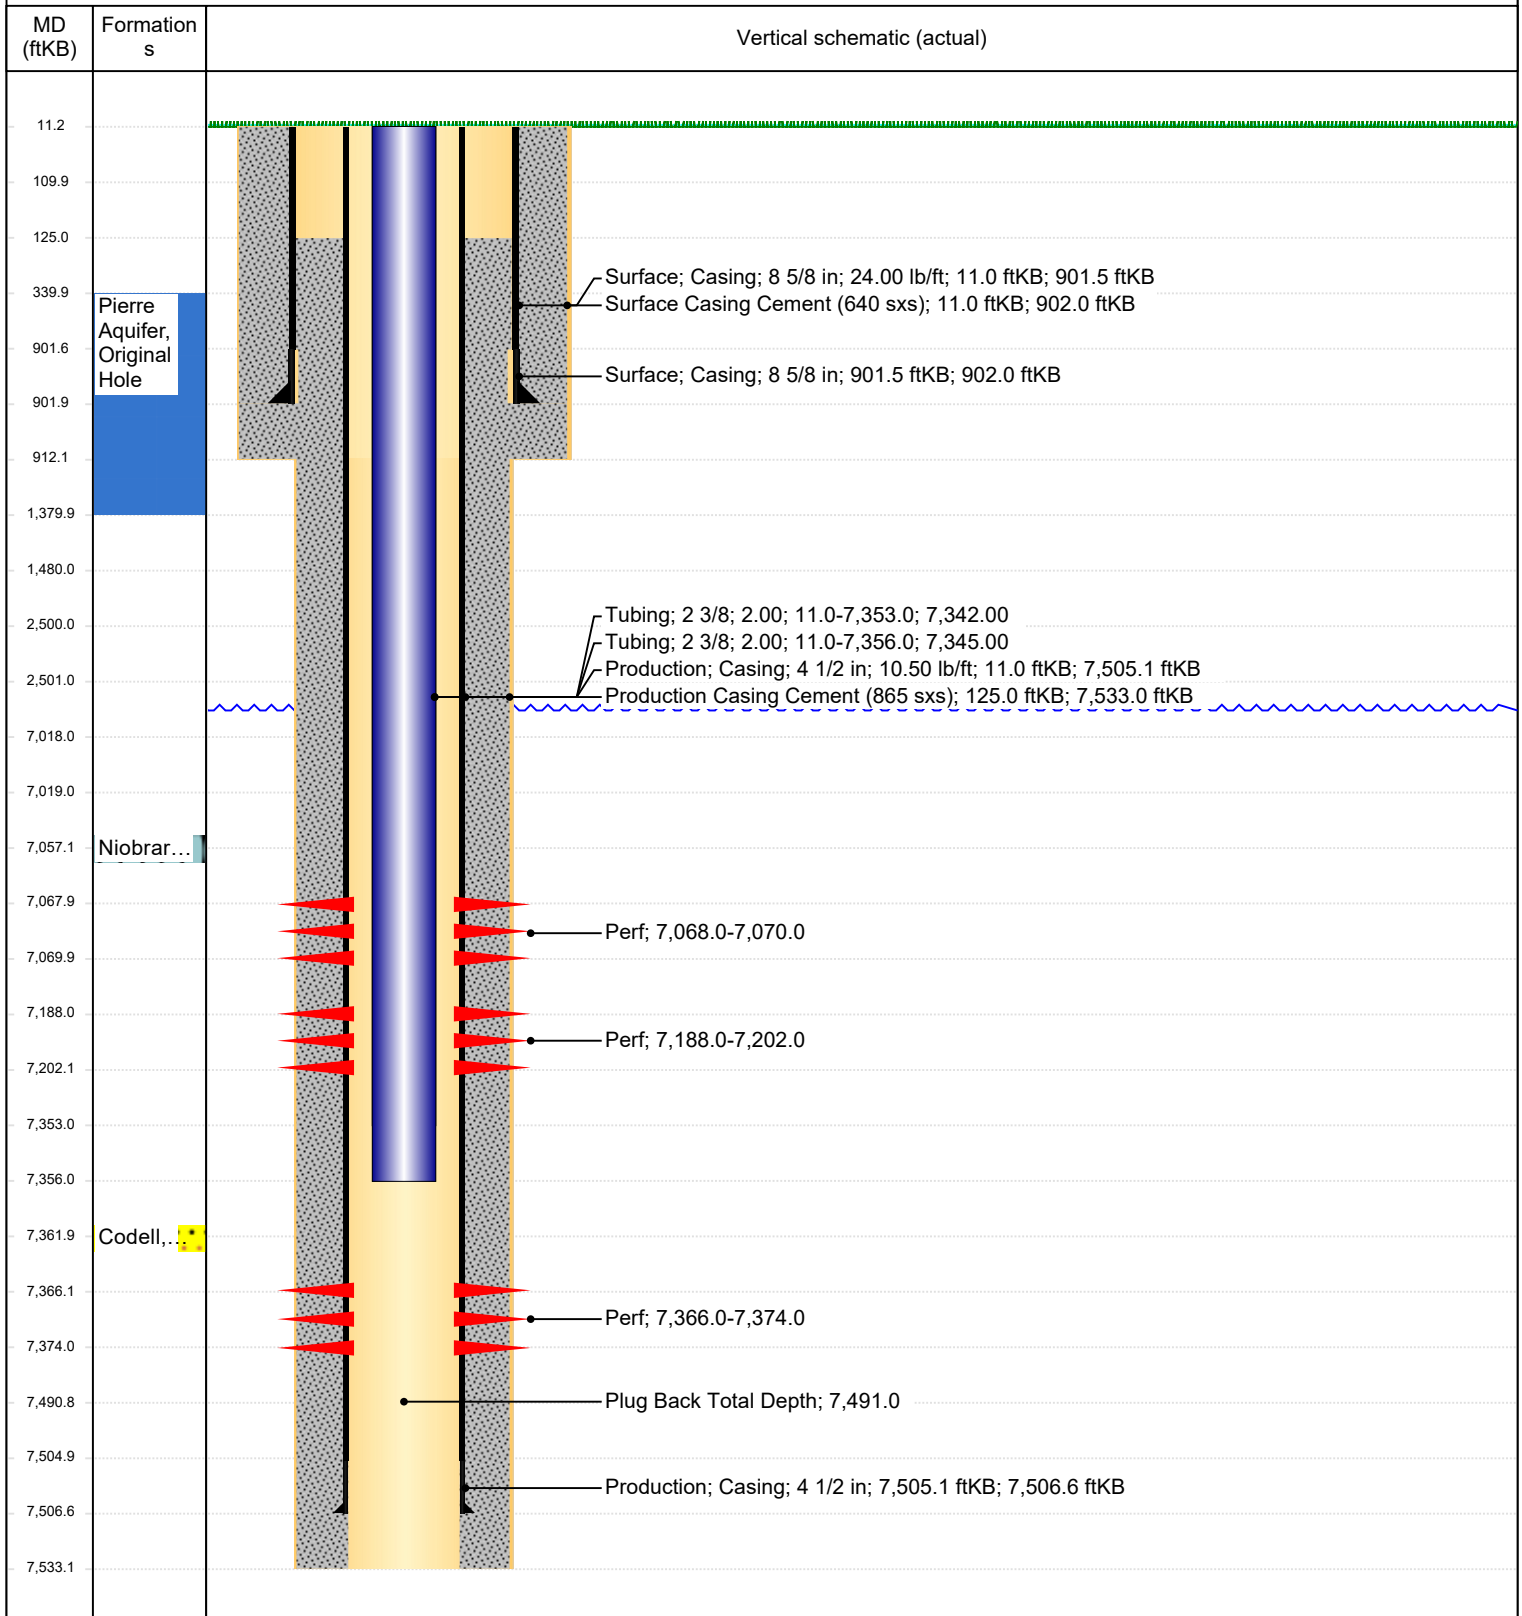 MD
(ftKB)
Formation
s
Vertical schematic (actual)
11.2
109.9
125.0
Surface; Casing; 8 5/8 in; 24.00 lb/ft; 11.0 ftKB; 901.5 ftKB
339.9
Surface Casing Cement (640 sxs); 11.0 ftKB; 902.0 ftKB
Pierre
Aquifer,
Original
Hole
901.6
Surface; Casing; 8 5/8 in; 901.5 ftKB; 902.0 ftKB
901.9
912.1
1,379.9
1,480.0
Tubing; 2 3/8; 2.00; 11.0-7,353.0; 7,342.00
2,500.0
Tubing; 2 3/8; 2.00; 11.0-7,356.0; 7,345.00
Production; Casing; 4 1/2 in; 10.50 lb/ft; 11.0 ftKB; 7,505.1 ftKB
2,501.0
Production Casing Cement (865 sxs); 125.0 ftKB; 7,533.0 ftKB
7,018.0
7,019.0
7,057.1
Niobrar...
7,067.9
Perf; 7,068.0-7,070.0
7,069.9
7,188.0
Perf; 7,188.0-7,202.0
7,202.1
7,353.0
7,356.0
7,361.9
Codell,...
7,366.1
Perf; 7,366.0-7,374.0
7,374.0
7,490.8
Plug Back Total Depth; 7,491.0
7,504.9
Production; Casing; 4 1/2 in; 7,505.1 ftKB; 7,506.6 ftKB
7,506.6
7,533.1